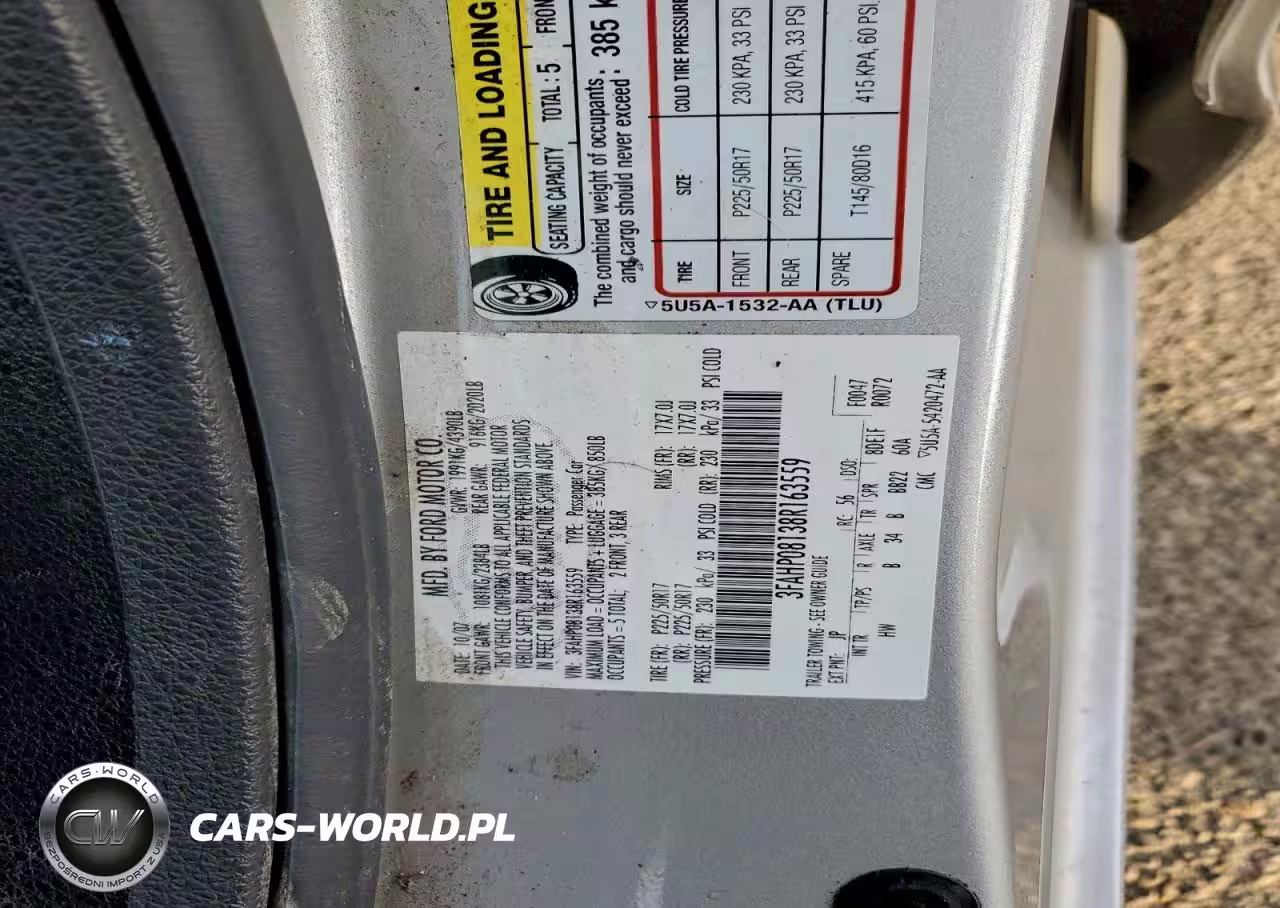 TIRE AND LOADING
SEATING CAPACITY TOTAL : 5 FRON
The combined weight of occupants, 
and cargo should never exceed : 385 k
TIRE SIZE COLD TIRE PRESSURE
FRONT P225/50R17 230 KPA, 33 PSI
REAR P225/50R17 230 KPA, 33 PSI
SPARE T145/80D16 415 KPA, 60 PSI
5U5A-1532-AA (TLU)
MFD. BY FORD MOTOR CO.
DATE: 10/07 GVWR: 1991KG/4390LB
FRONT GAWR: 1081KG/2384LB REAR GAWR: 916KG/2020LB
THIS VEHICLE CONFORMS TO ALL APPLICABLE FEDERAL MOTOR
VEHICLE SAFETY, BUMPER, AND THEFT PREVENTION STANDARDS
IN EFFECT ON THE DATE OF MANUFACTURE SHOWN ABOVE.
VIN: 3FAHP08138R163559 TYPE: Passenger Car
MAXIMUM LOAD = OCCUPANTS + LUGGAGE = 385KG/850LB
OCCUPANTS = 5 TOTAL; 2 FRONT, 3 REAR
TIRE (FR): P225/50R17 RIMS (FR): 17X7.0J
(RR): P225/50R17 (RR): 17X7.0J
PRESSURE (FR): 230 kPa/ 33 PSI COLD (RR): 230 kPa/ 33 PSI COLD
3FAHP08138R163559
TRAILER TOWING - SEE OWNER GUIDE
EXT PNT: JP RC: 56 DSO: F0047
INT TR TP/PS R AXLE TR SPR 8DE1F R0072
HW B 34 B BB22 60A
CMC 5U5A-5420472-AA
CARS-WORLD
CW
BEZPOŚREDNI IMPORT Z USA
CARS-WORLD.PL